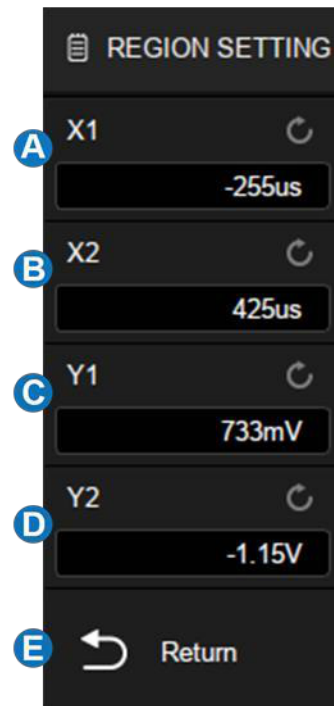 REGION SETTING
A X1
-255us
B X2
425us
C Y1
733mV
D Y2
-1.15V
E Return